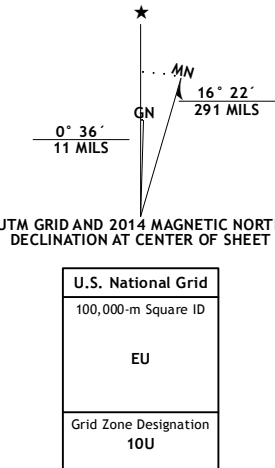 ★
MN
GN
16° 22´
291 MILS
0° 36´
11 MILS
UTM GRID AND 2014 MAGNETIC NORTH
DECLINATION AT CENTER OF SHEET
U.S. National Grid
100,000-m Square ID
EU
Grid Zone Designation
10U